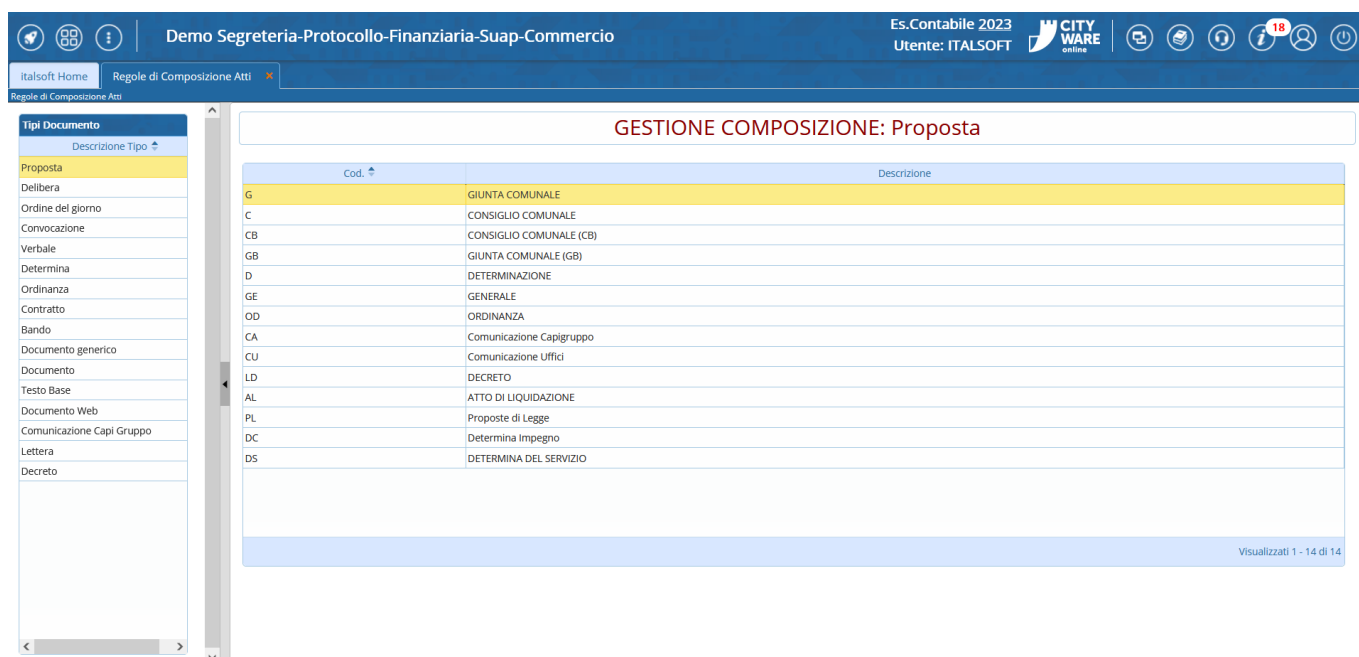 Demo Segreteria-Protocollo-Finanziaria-Suap-Commercio
Es.Contabile 2023
Utente: ITALSOFT
CITY
WARE
online
18
italsoft Home
Regole di Composizione Atti ×
Regole di Composizione Atti
Tipi Documento
Descrizione Tipo
Proposta
Delibera
Ordine del giorno
Convocazione
Verbale
Determina
Ordinanza
Contratto
Bando
Documento generico
Documento
Testo Base
Documento Web
Comunicazione Capi Gruppo
Lettera
Decreto
GESTIONE COMPOSIZIONE: Proposta
Cod. Descrizione
G GIUNTA COMUNALE
C CONSIGLIO COMUNALE
CB CONSIGLIO COMUNALE (CB)
GB GIUNTA COMUNALE (GB)
D DETERMINAZIONE
GE GENERALE
OD ORDINANZA
CA Comunicazione Capigruppo
CU Comunicazione Uffici
LD DECRETO
AL ATTO DI LIQUIDAZIONE
PL Proposte di Legge
DC Determina Impegno
DS DETERMINA DEL SERVIZIO
Visualizzati 1 - 14 di 14